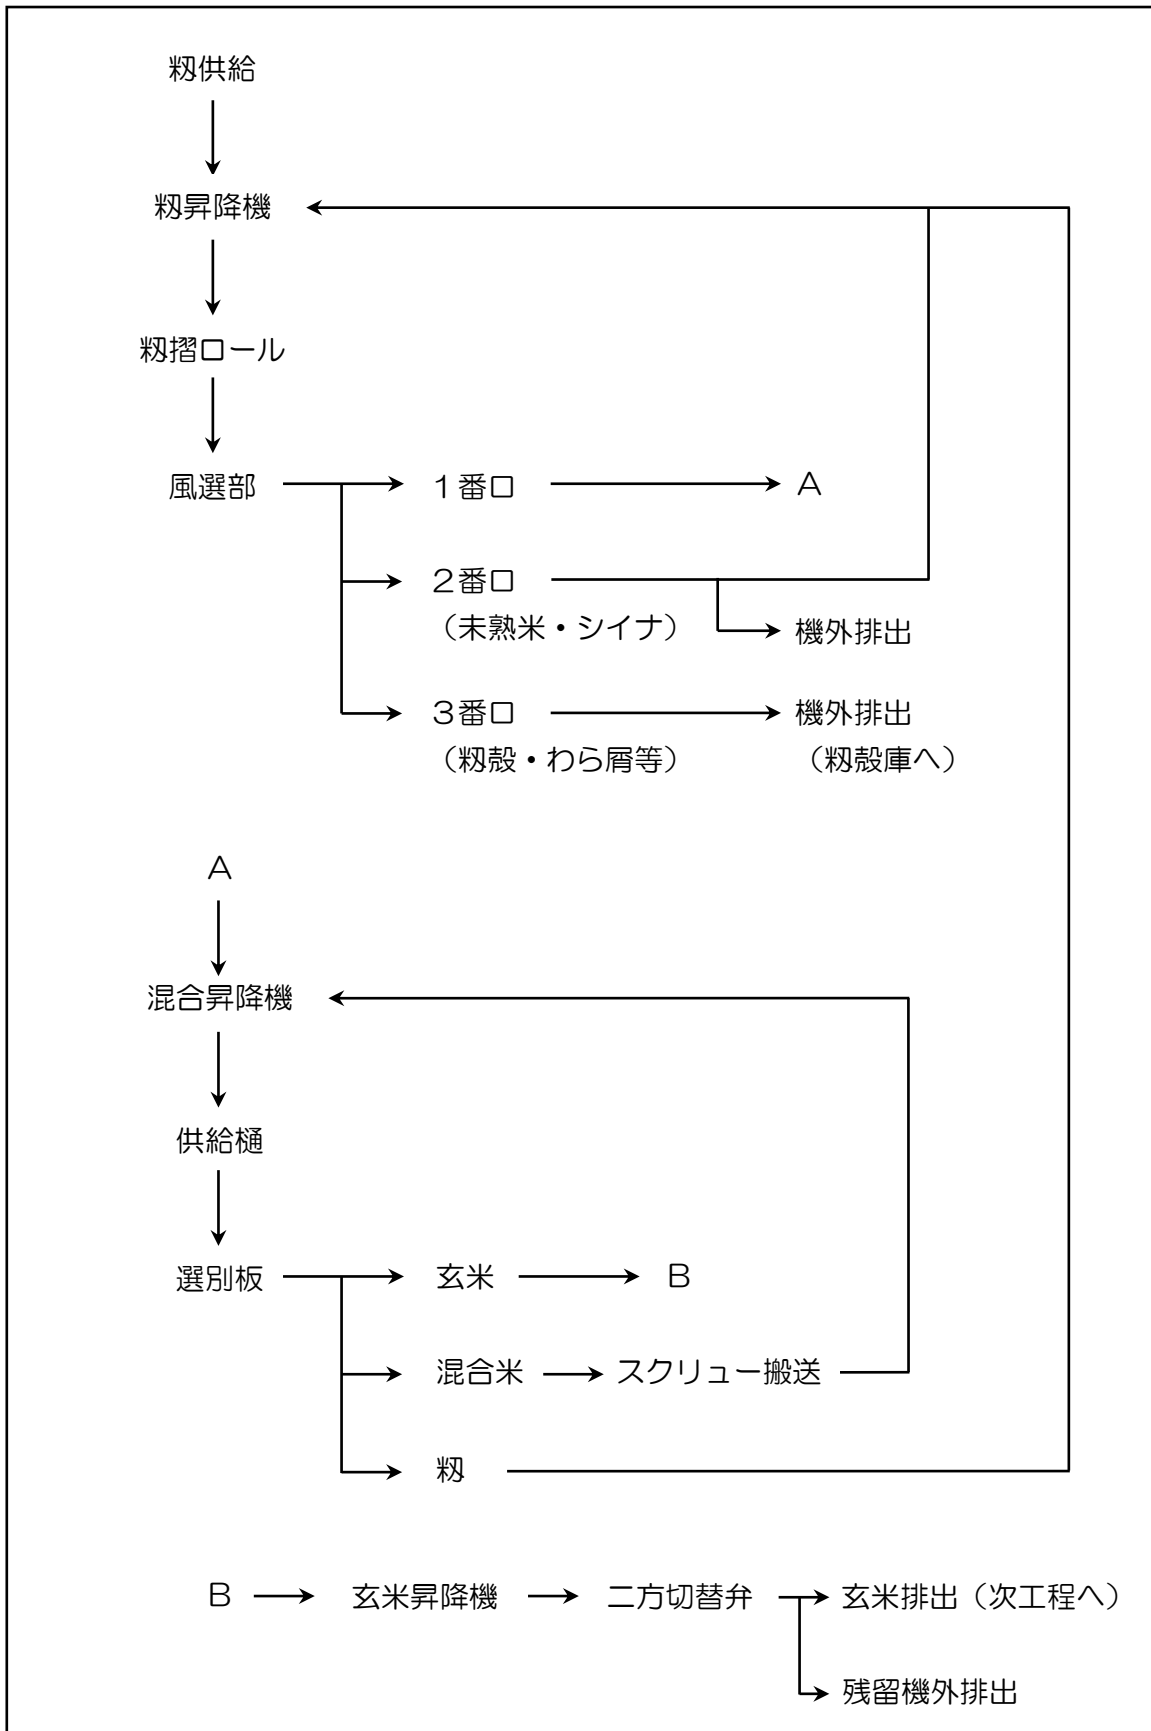 籾供給
籾昇降機
籾摺ロール
風選部
１番口
Ａ
２番口
（未熟米・シイナ）
機外排出
３番口
機外排出
（籾殻・わら屑等）
（籾殻庫へ）
Ａ
混合昇降機
供給樋
選別板
玄米
Ｂ
混合米
スクリュー搬送
籾
Ｂ
玄米昇降機
二方切替弁
玄米排出（次工程へ）
残留機外排出